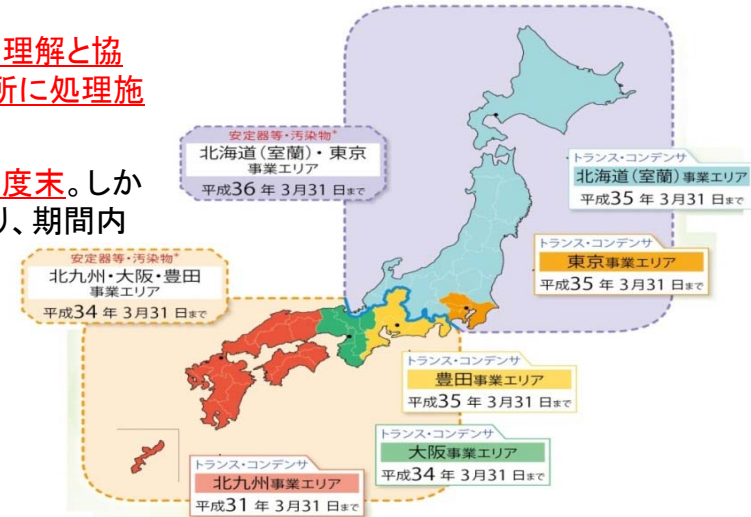 理解と協
所に処理施
度末。しか
り、期間内
安定器等・汚染物*
北海道(室蘭)・東京
事業エリア
平成36年3月31日まで
トランス・コンデンサ
北海道(室蘭)事業エリア
平成35年3月31日まで
トランス・コンデンサ
東京事業エリア
平成35年3月31日まで
安定器等・汚染物*
北九州・大阪・豊田
事業エリア
平成34年3月31日まで
トランス・コンデンサ
豊田事業エリア
平成35年3月31日まで
トランス・コンデンサ
大阪事業エリア
平成34年3月31日まで
トランス・コンデンサ
北九州事業エリア
平成31年3月31日まで